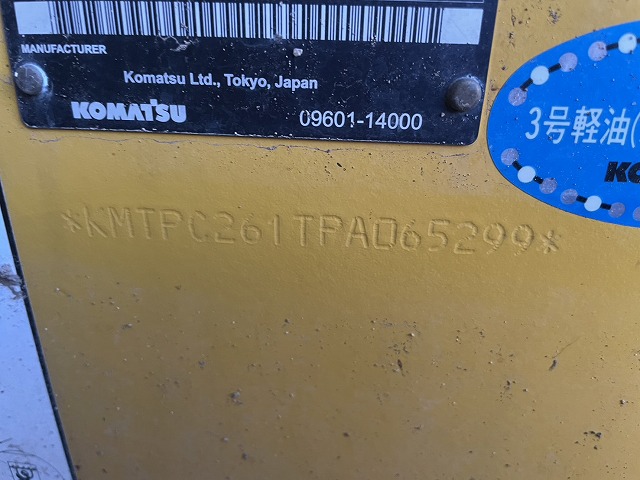 MANUFACTURER
Komatsu Ltd., Tokyo, Japan
KOMATSU
09601-14000
3号軽油(
*KMTPC261TPA065299*